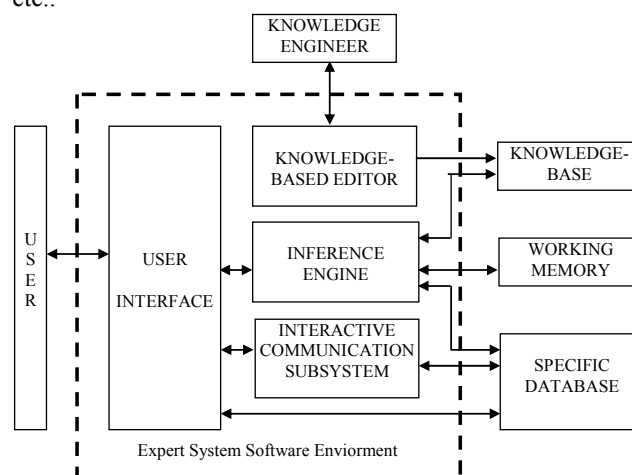 etc..
KNOWLEDGE
ENGINEER
KNOWLEDGE-
BASED EDITOR
KNOWLEDGE-
BASE
USER
USER
INTERFACE
INFERENCE
ENGINE
WORKING
MEMORY
INTERACTIVE
COMMUNICATION
SUBSYSTEM
SPECIFIC
DATABASE
Expert System Software Enviorment